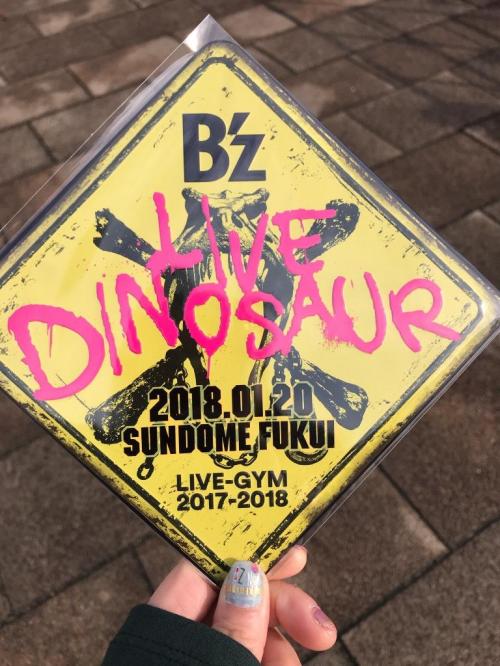 B'z
LIVE
DINOSAUR
2018.01.20
SUNDOME FUKUI
LIVE-GYM
2017-2018